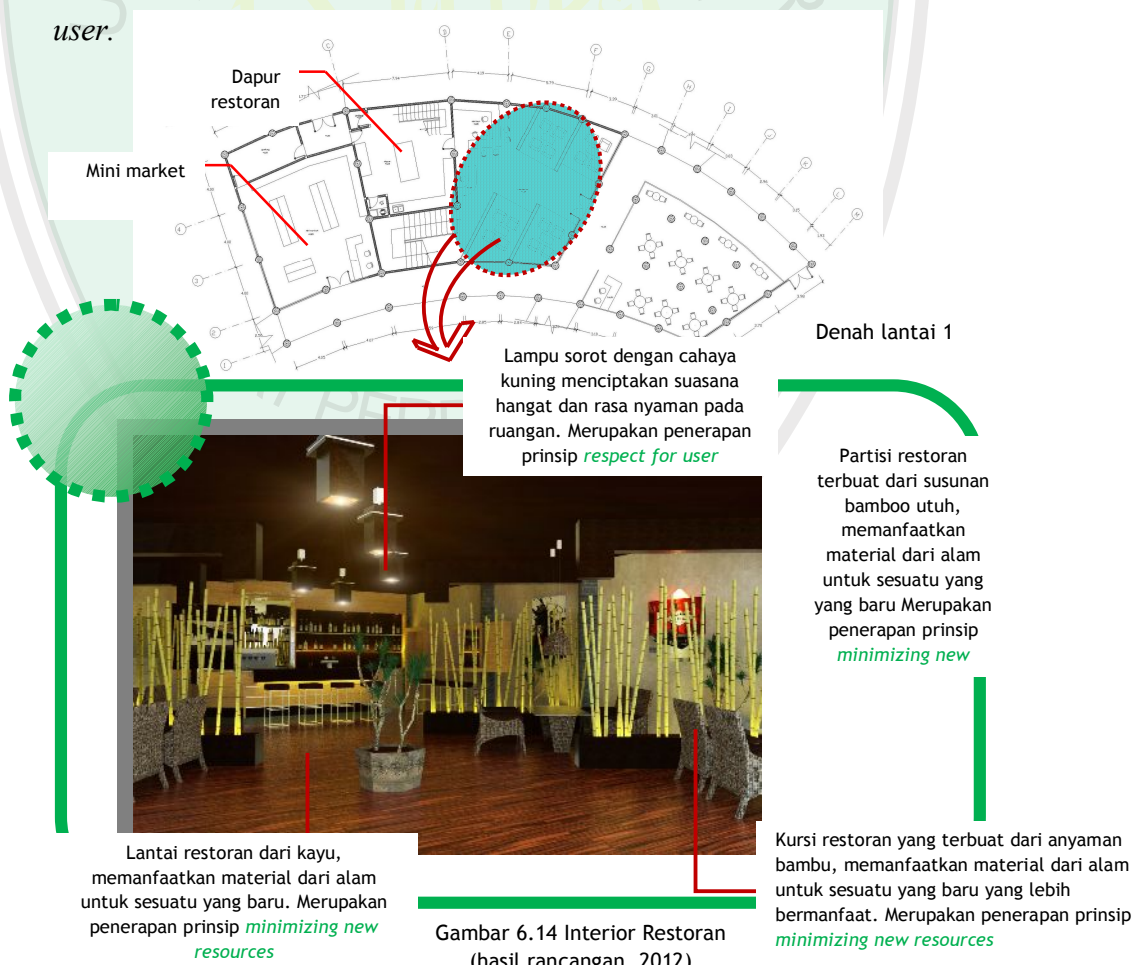 user.
Dapur
restoran
Mini market
Denah lantai 1
Lampu sorot dengan cahaya
kuning menciptakan suasana
hangat dan rasa nyaman pada
ruangan. Merupakan penerapan
prinsip respect for user
Partisi restoran
terbuat dari susunan
bamboo utuh,
memanfaatkan
material dari alam
untuk sesuatu yang
yang baru Merupakan
penerapan prinsip
minimizing new
Lantai restoran dari kayu,
memanfaatkan material dari alam
untuk sesuatu yang baru. Merupakan
penerapan prinsip minimizing new
resources
Kursi restoran yang terbuat dari anyaman
bambu, memanfaatkan material dari alam
untuk sesuatu yang baru yang lebih
bermanfaat. Merupakan penerapan prinsip
minimizing new resources
Gambar 6.14 Interior Restoran
(hasil rancangan, 2012)